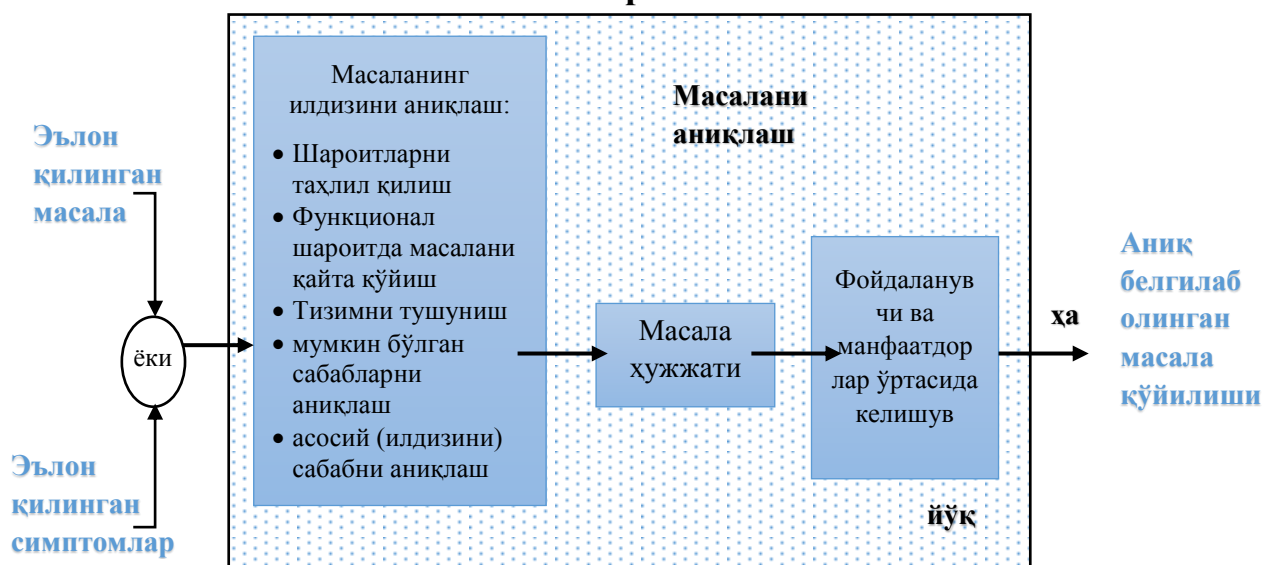 Эълон
қилинган
масала
ёки
Эълон
қилинган
симптомлар
Масаланинг
илдизини аниқлаш:
• Шароитларни
таҳлил қилиш
• Функционал
шароитда масалани
қайта қўйиш
• Тизимни тушуниш
• мумкин бўлган
сабабларни
аниқлаш
• асосий (илдизини)
сабабни аниқлаш
Масалани
аниқлаш
Масала
ҳужжати
Фойдаланув
чи ва
манфаатдор
лар ўртасида
келишув
йўқ
ҳа
Аниқ
белгилаб
олинган
масала
қўйилиши